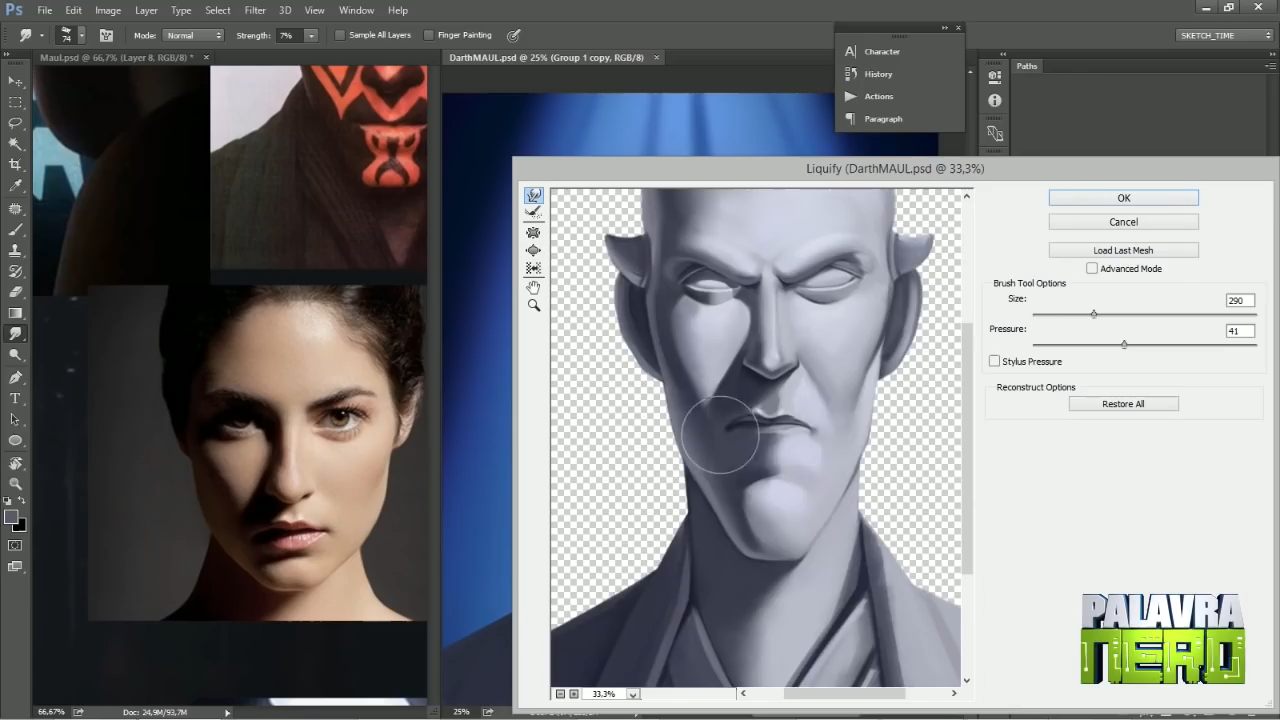 Ps File Edit Image Layer Type Select Filter 3D View Window Help
74 Mode: Normal Strength: 7% Sample All Layers Finger Painting SKETCH_TIME
Maul.psd @ 66,7% (Layer 8, RGB/8) * × DarthMAUL.psd @ 25% (Group 1 copy, RGB/8) ×
Character
History
Actions
Paragraph
Paths
Liquify (DarthMAUL.psd @ 33,3%)
OK
Cancel
Load Last Mesh
Advanced Mode
Brush Tool Options
Size: 290
Pressure: 41
Stylus Pressure
Reconstruct Options
Restore All
33,3%
PALAVRA
NERD
66,67% Doc: 24,9M/93,7M 25%